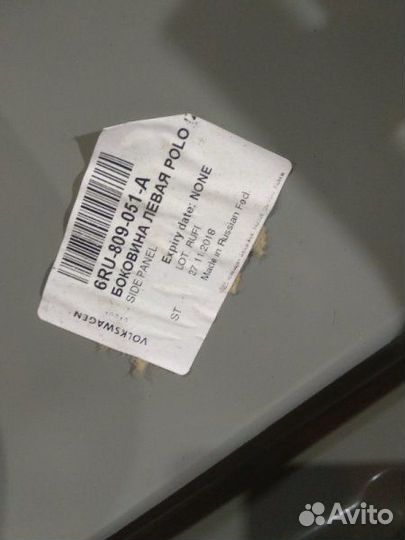 6RU-809-051-A
БОКОВИНА ЛЕВАЯ POLO
SIDE PANEL
Expiry date: NONE
LOT RUFI
27.11.2018
Made in Russian Fed.
ST
VOLKSWAGEN
Avito